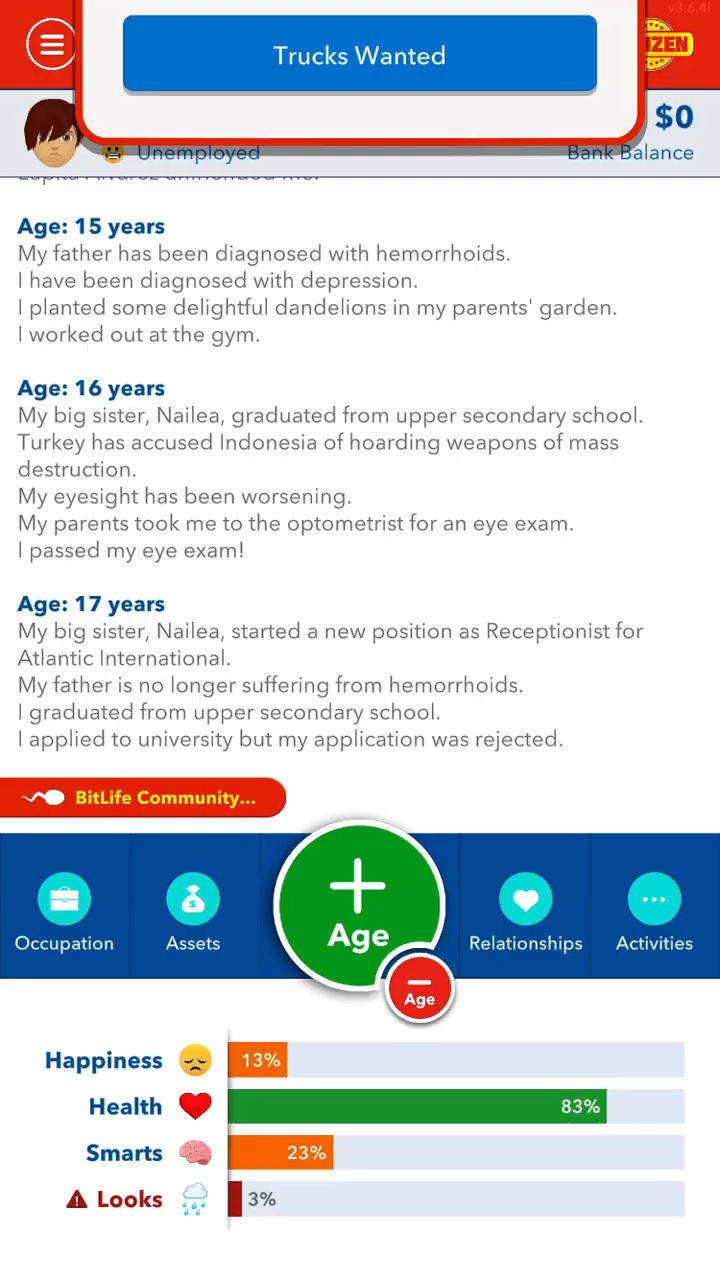 v3.6.4i
Trucks Wanted
IZEN
$0
Unemployed
Bank Balance
Age: 15 years
My father has been diagnosed with hemorrhoids.
I have been diagnosed with depression.
I planted some delightful dandelions in my parents' garden.
I worked out at the gym.
Age: 16 years
My big sister, Nailea, graduated from upper secondary school.
Turkey has accused Indonesia of hoarding weapons of mass
destruction.
My eyesight has been worsening.
My parents took me to the optometrist for an eye exam.
I passed my eye exam!
Age: 17 years
My big sister, Nailea, started a new position as Receptionist for
Atlantic International.
My father is no longer suffering from hemorrhoids.
I graduated from upper secondary school.
I applied to university but my application was rejected.
BitLife Community...
Occupation
Assets
Age
Age
Relationships
Activities
Happiness
13%
Health
83%
Smarts
23%
Looks
3%